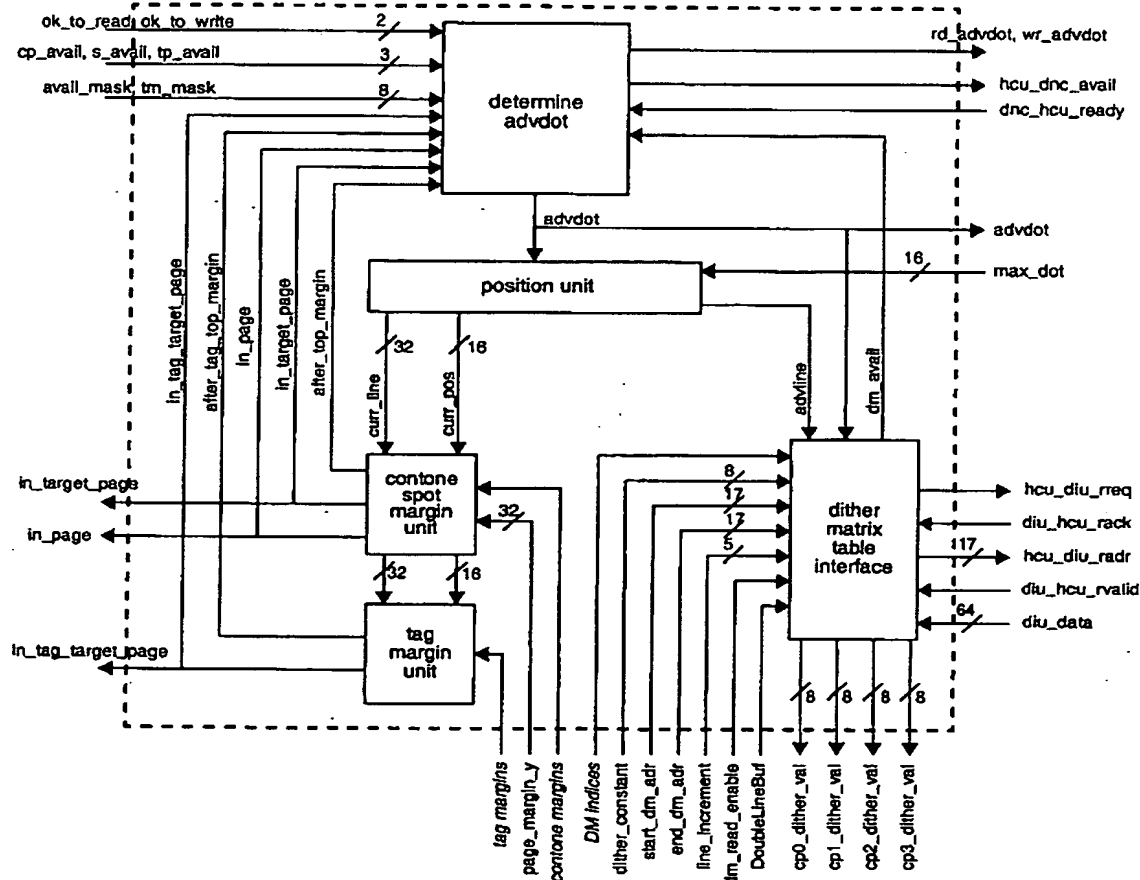 ok_to_read, ok_to_write
2
rd_advdot, wr_advdot
cp_avail, s_avail, tp_avail
3
hcu_dnc_avail
avail_mask, tm_mask
8
determine
advdot
dnc_hcu_ready
advdot
advdot
16
max_dot
position unit
in_tag_target_page
after_tag_top_margin
in_page
in_target_page
after_top_margin
32
16
curr_line
curr_pos
advline
dm_avail
in_target_page
in_page
contone
spot
margin
unit
32
8
17
17
5
dither
matrix
table
interface
hcu_diu_rreq
diu_hcu_rack
17
hcu_diu_radr
diu_hcu_rvalid
64
diu_data
32
16
in_tag_target_page
tag
margin
unit
8
8
8
8
tag margins
page_margin_y
contone margins
DM indices
dither_constant
start_dm_adr
end_dm_adr
line_increment
dm_read_enable
DoubleLineBuf
cp0_dither_val
cp1_dither_val
cp2_dither_val
cp3_dither_val